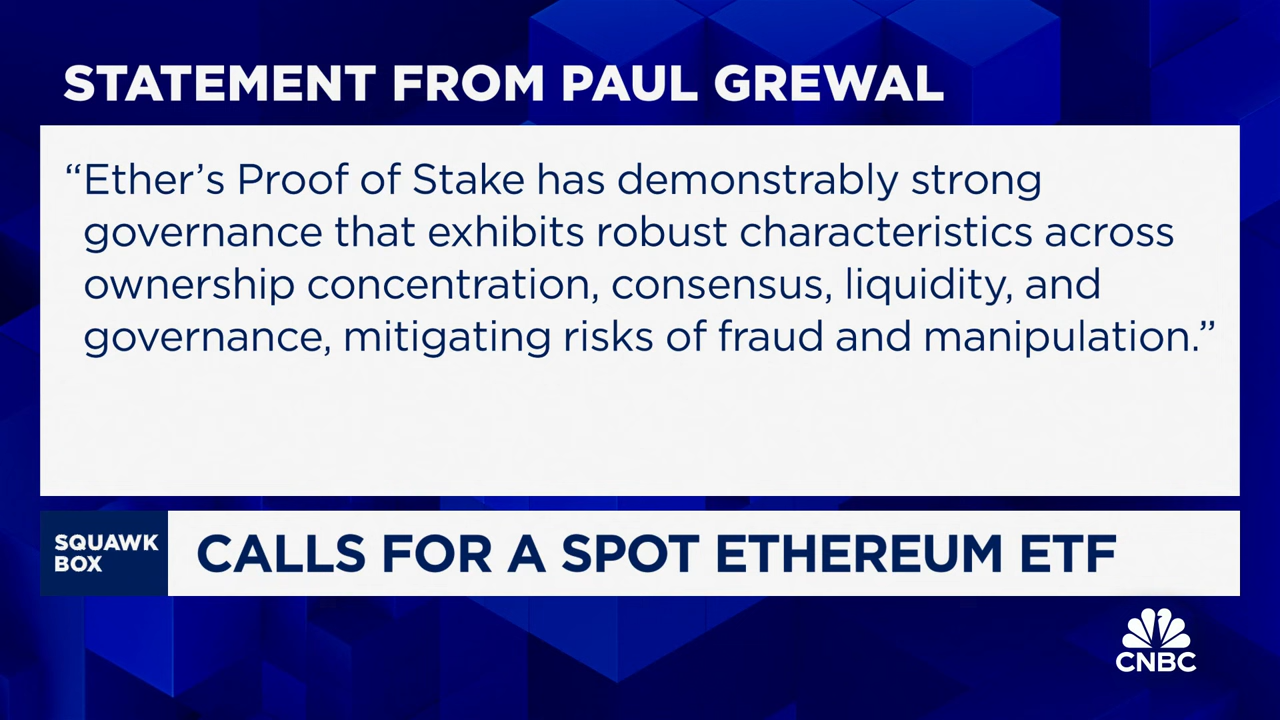 STATEMENT FROM PAUL GREWAL
“Ether’s Proof of Stake has demonstrably strong
governance that exhibits robust characteristics across
ownership concentration, consensus, liquidity, and
governance, mitigating risks of fraud and manipulation.”
SQUAWK
BOX
CALLS FOR A SPOT ETHEREUM ETF
CNBC